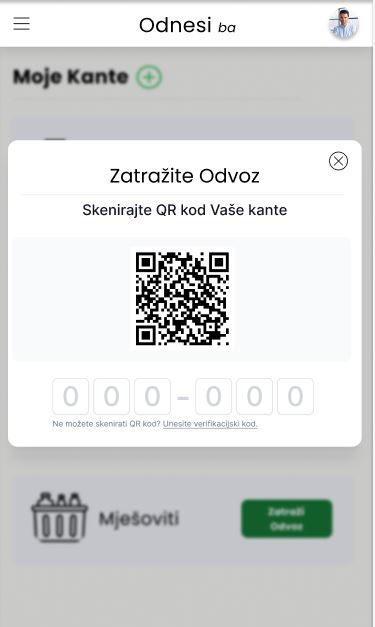 Odnesi ba
Moje Kante
Zatražite Odvoz
Skenirajte QR kod Vaše kante
0 0 0 – 0 0 0
Ne možete skenirati QR kod? Unesite verifikacijski kod.
Mješoviti
Zatraži
Odvoz